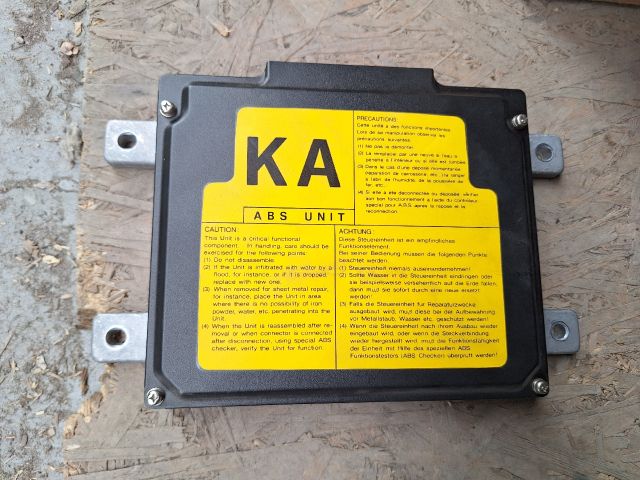 KA
ABS UNIT
PRECAUTIONS
Cette unité a des fonctions importantes.
Lors de sa manipulation observez les
précautions suivantes:
(1) Ne pas la démonter.
(2) La remplacer par une neuve si l'eau a
pénétré à l'intérieur ou si elle est tombée.
(3) Dans le cas d'une dépose momentanée
(réparation de carrosserie, etc.) la ranger
à l'abri de l'humidité, de la poussière de
fer, etc..
(4) Si elle a été déconnectée ou déposée, vérifier
son bon fonctionnement à l'aide du contrôleur
spécial pour A.B.S. après la repose et la
reconnection.
CAUTION
This Unit is a critical functional
component. In handling, care should be
exercised for the following points:
(1) Do not disassemble.
(2) If the Unit is infiltrated with water by a
flood, for instance, or if it is dropped,
replace with new one.
(3) When removed for sheet metal repair,
for instance, place the Unit in area
where there is no possibility of iron
powder, water, etc. penetrating into the
Unit.
(4) When this Unit is reassembled after re-
moval or when connector is connected
after disconnection, using special ABS
checker, verify the Unit for function.
ACHTUNG
Diese Steuereinheit ist ein empfindliches
Funktionselement.
Bei seiner Bedienung müssen die folgenden Punkte
beachtet werden:
(1) Steuereinheit niemals auseinandernehmen!
(2) Sollte Wasser in die Steuereinheit eindringen oder
sie beispielsweise versehentlich auf die Erde fallen,
dann muß sie sofort durch eine neue ersetzt
werden!
(3) Falls die Steuereinheit für Reparaturzwecke
ausgebaut wird, muß diese bei der Aufbewahrung
vor Metallstaub, Wasser etc. geschützt werden!
(4) Wenn die Steuereinheit nach ihrem Ausbau wieder
eingebaut wird, oder wenn die Steckverbindung
wieder hergestellt wird, muß die Funktionsfähigkeit
der Einheit mit Hilfe des speziellen ABS
Funktionstesters (ABS Checker) überprüft werden!